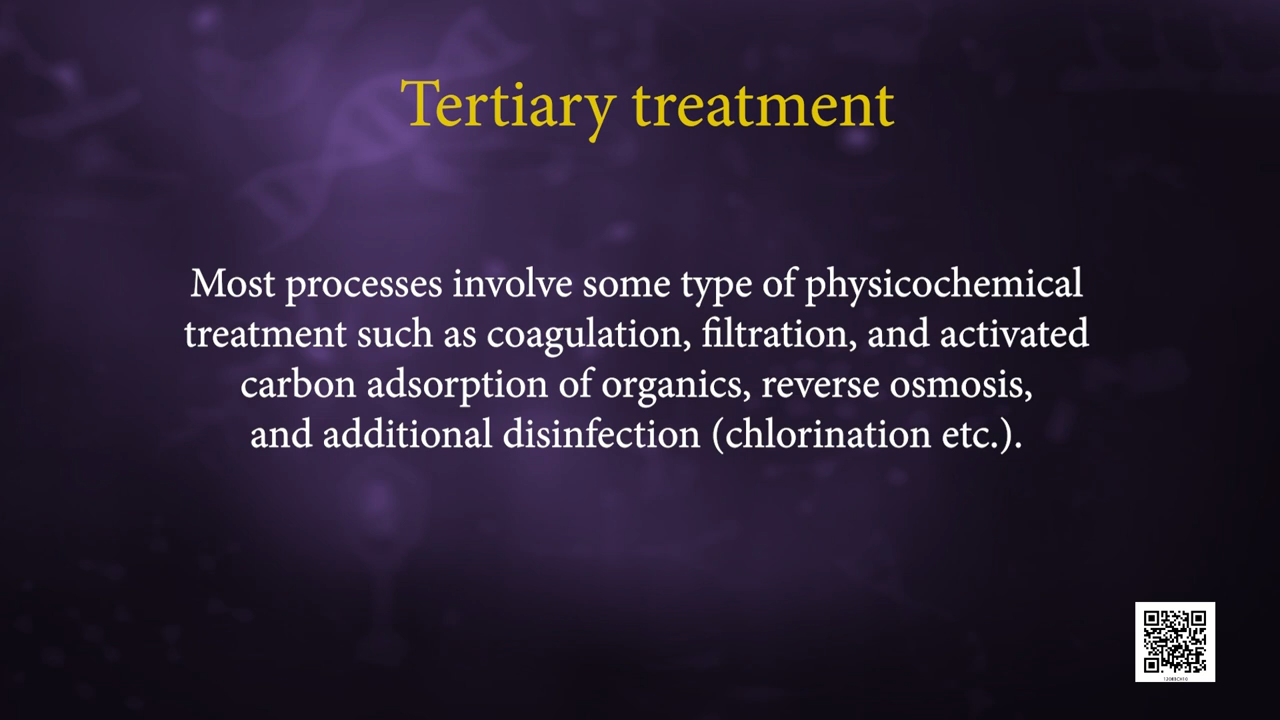 Tertiary treatment
Most processes involve some type of physicochemical
treatment such as coagulation, filtration, and activated
carbon adsorption of organics, reverse osmosis,
and additional disinfection (chlorination etc.).